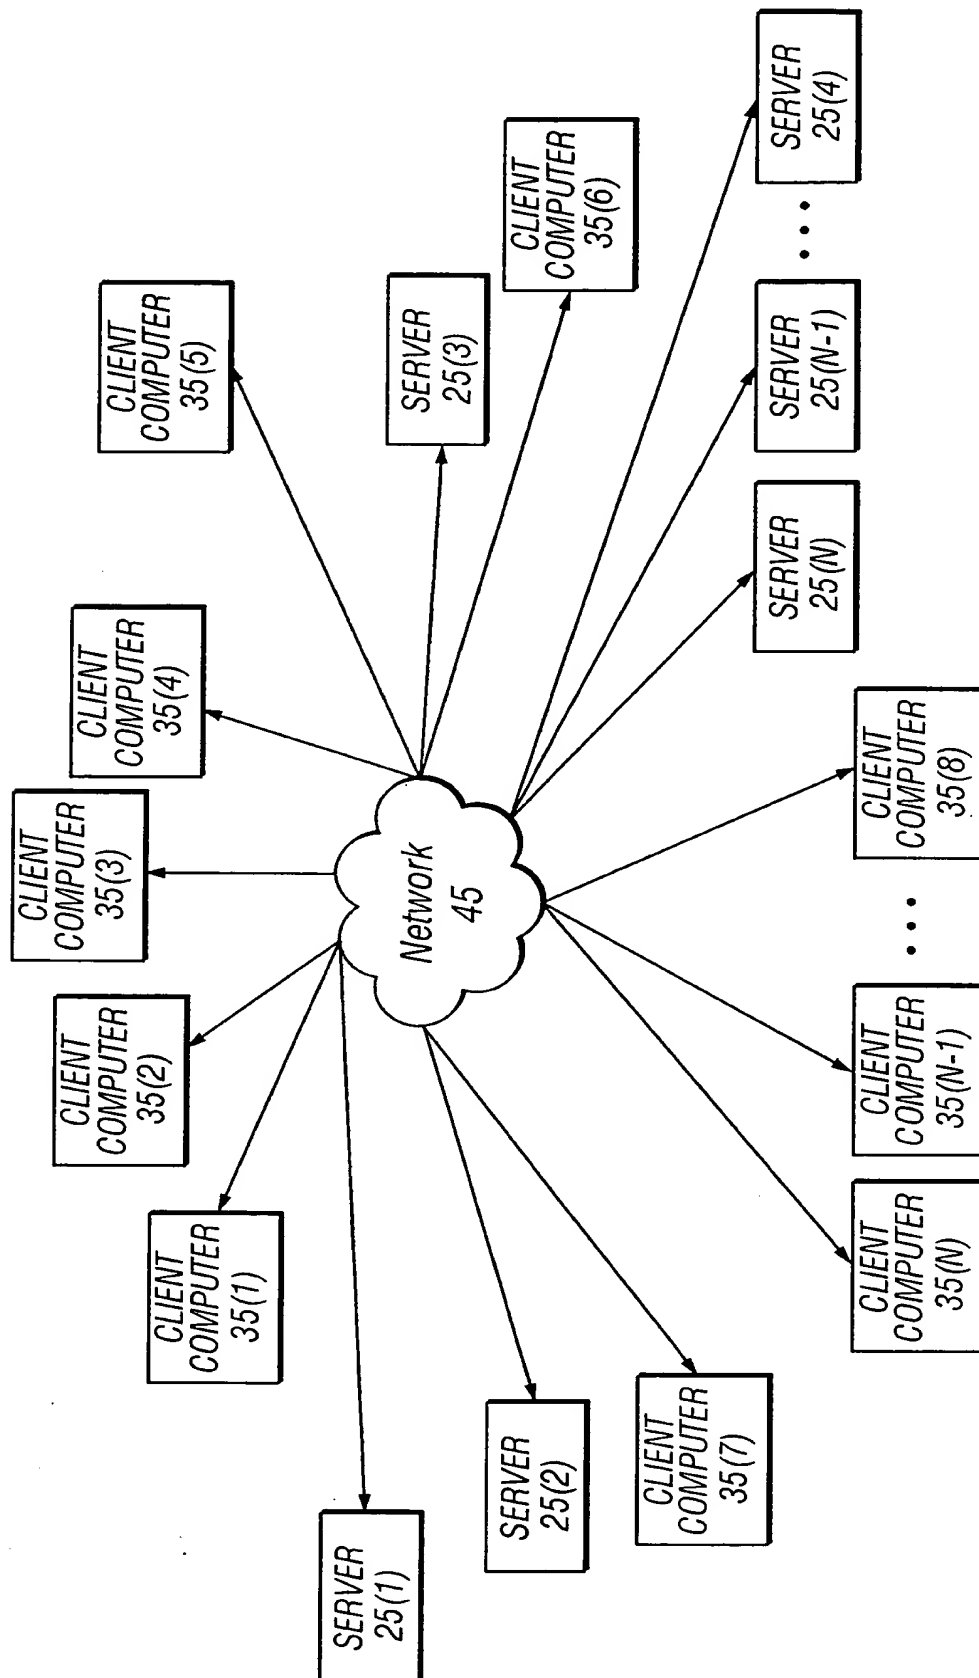 CLIENT
COMPUTER
35(3)
CLIENT
COMPUTER
35(2)
CLIENT
COMPUTER
35(4)
CLIENT
COMPUTER
35(5)
CLIENT
COMPUTER
35(1)
SERVER
25(1)
SERVER
25(3)
Network
45
SERVER
25(2)
CLIENT
COMPUTER
35(6)
CLIENT
COMPUTER
35(7)
SERVER
25(N)
SERVER
25(N-1)
• • •
SERVER
25(4)
CLIENT
COMPUTER
35(N)
CLIENT
COMPUTER
35(N-1)
• • •
CLIENT
COMPUTER
35(8)